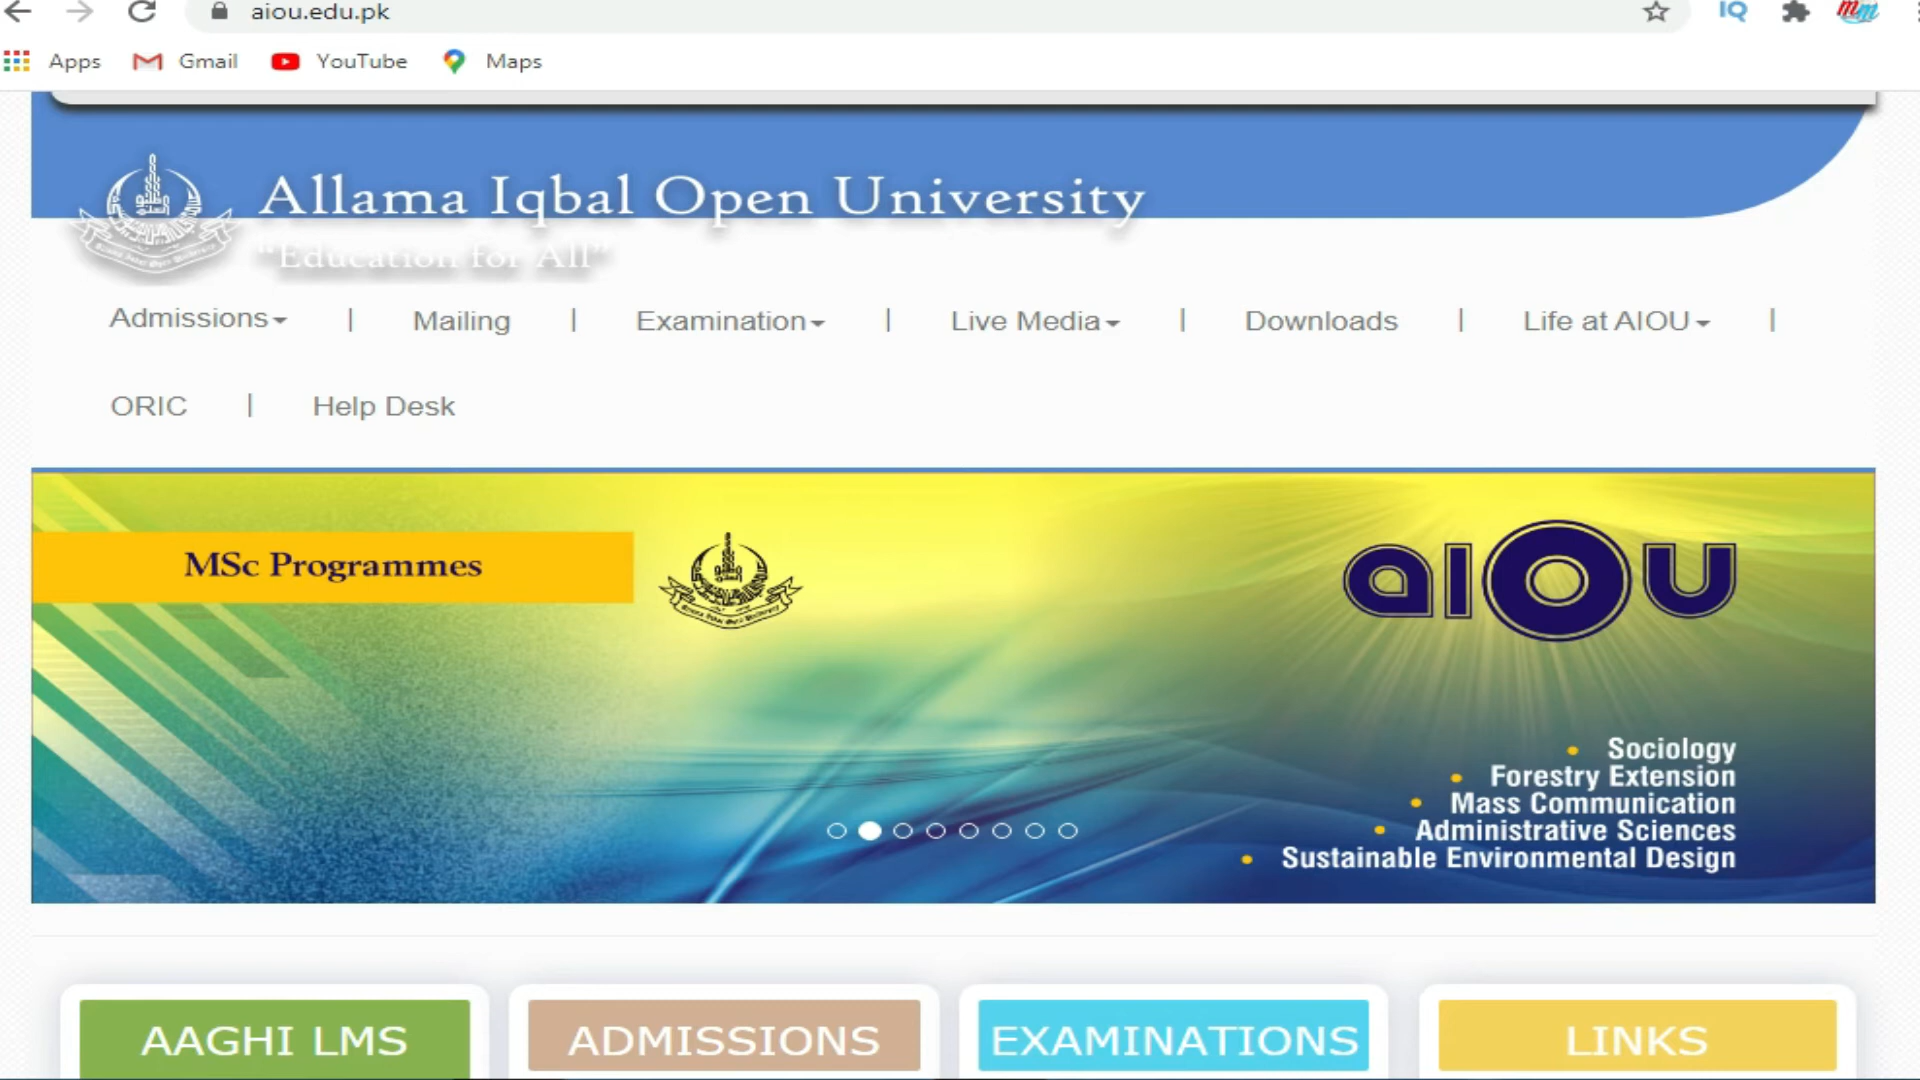 aiou.edu.pk
IQ
Apps Gmail YouTube Maps
Allama Iqbal Open University
"Education for All"
Admissions | Mailing | Examination | Live Media | Downloads | Life at AIOU |
ORIC | Help Desk
MSc Programmes
AIOU
• Sociology
• Forestry Extension
• Mass Communication
• Administrative Sciences
• Sustainable Environmental Design
AAGHI LMS ADMISSIONS EXAMINATIONS LINKS